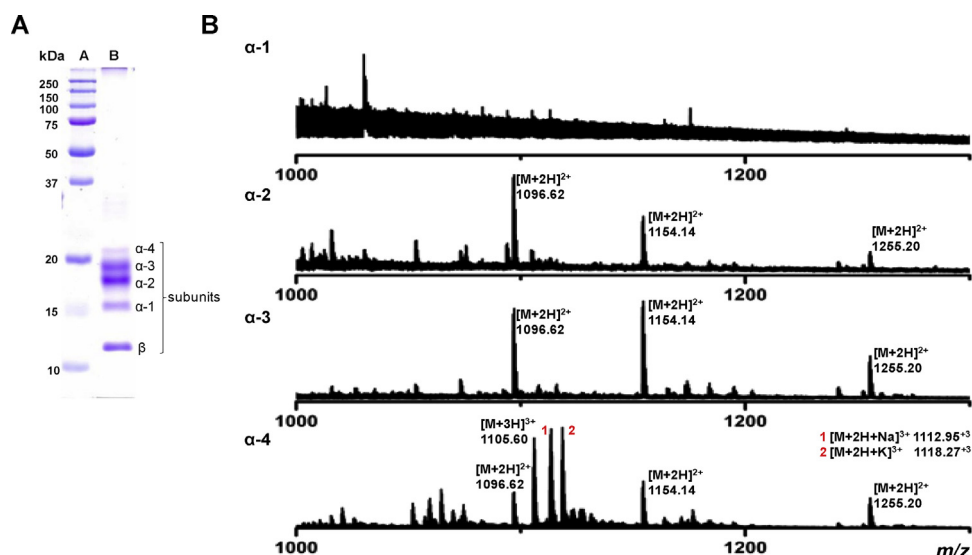 A
B
kDa A B
250
150
100
75
50
37
20
15
10
α-4
α-3
α-2
α-1
β
subunits
α-1
1000
1200
α-2
[M+2H]²⁺
1096.62
[M+2H]²⁺
1154.14
[M+2H]²⁺
1255.20
1000
1200
α-3
[M+2H]²⁺
1096.62
[M+2H]²⁺
1154.14
[M+2H]²⁺
1255.20
1000
1200
α-4
[M+3H]³⁺
1105.60
1 2
1 [M+2H+Na]³⁺ 1112.95⁺³
2 [M+2H+K]³⁺ 1118.27⁺³
[M+2H]²⁺
1096.62
[M+2H]²⁺
1154.14
[M+2H]²⁺
1255.20
1000
1200
m/z